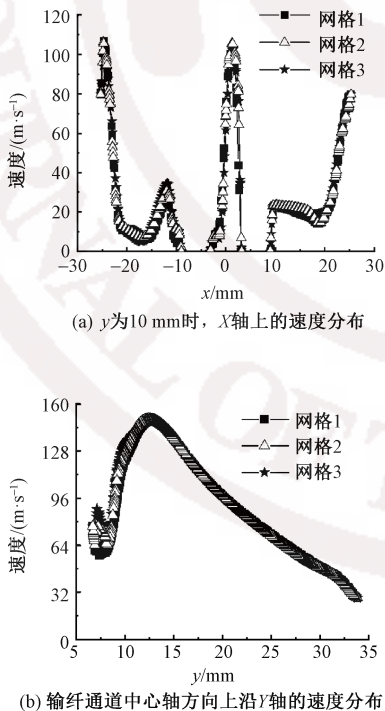 120
100
80
60
40
20
0
速度/(m·s⁻¹)
网格1
网格2
网格3
−30 −20 −10 0 10 20 30
x/mm
(a) y为10 mm时，X轴上的速度分布
160
128
96
64
32
0
速度/(m·s⁻¹)
网格1
网格2
网格3
5 10 15 20 25 30 35
y/mm
(b) 输纤通道中心轴方向上沿Y轴的速度分布